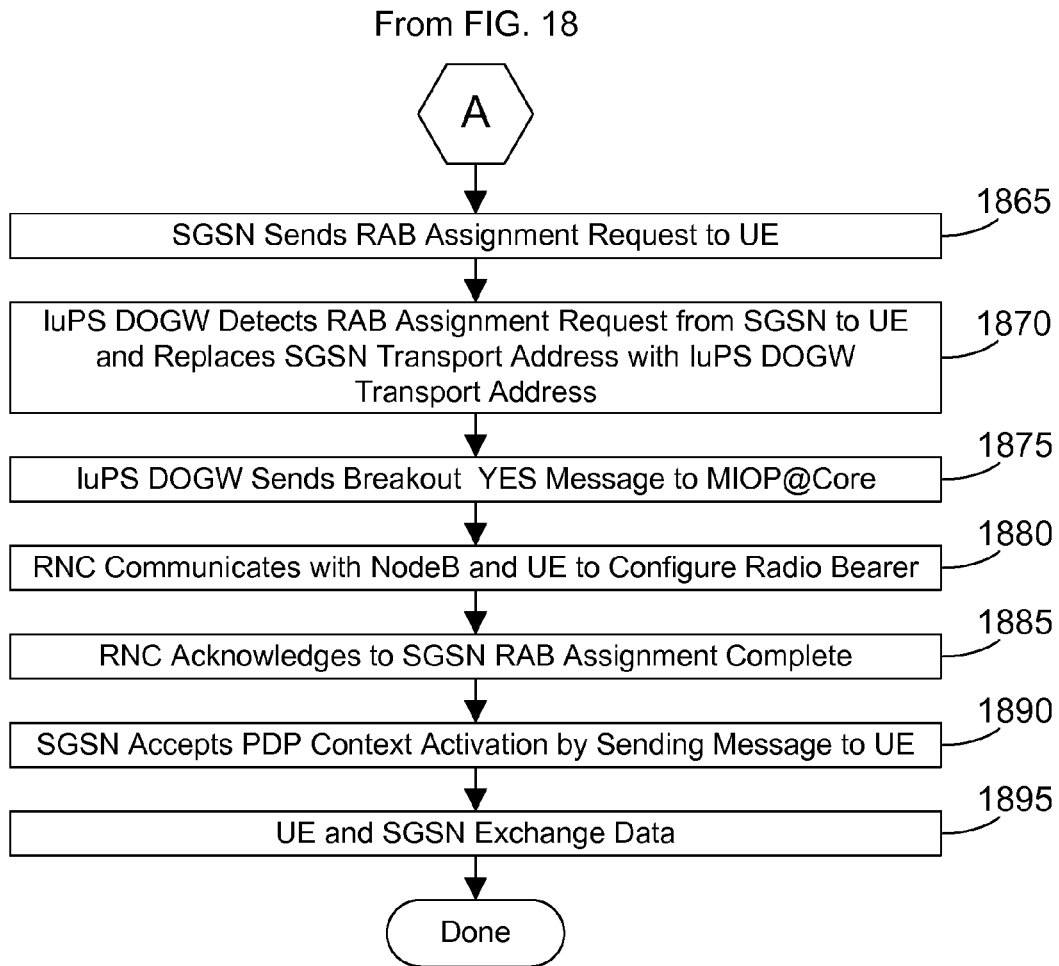 From FIG. 18
A
1865
SGSN Sends RAB Assignment Request to UE
1870
IuPS DOGW Detects RAB Assignment Request from SGSN to UE
and Replaces SGSN Transport Address with IuPS DOGW
Transport Address
1875
IuPS DOGW Sends Breakout YES Message to MIOP@Core
1880
RNC Communicates with NodeB and UE to Configure Radio Bearer
1885
RNC Acknowledges to SGSN RAB Assignment Complete
1890
SGSN Accepts PDP Context Activation by Sending Message to UE
1895
UE and SGSN Exchange Data
Done